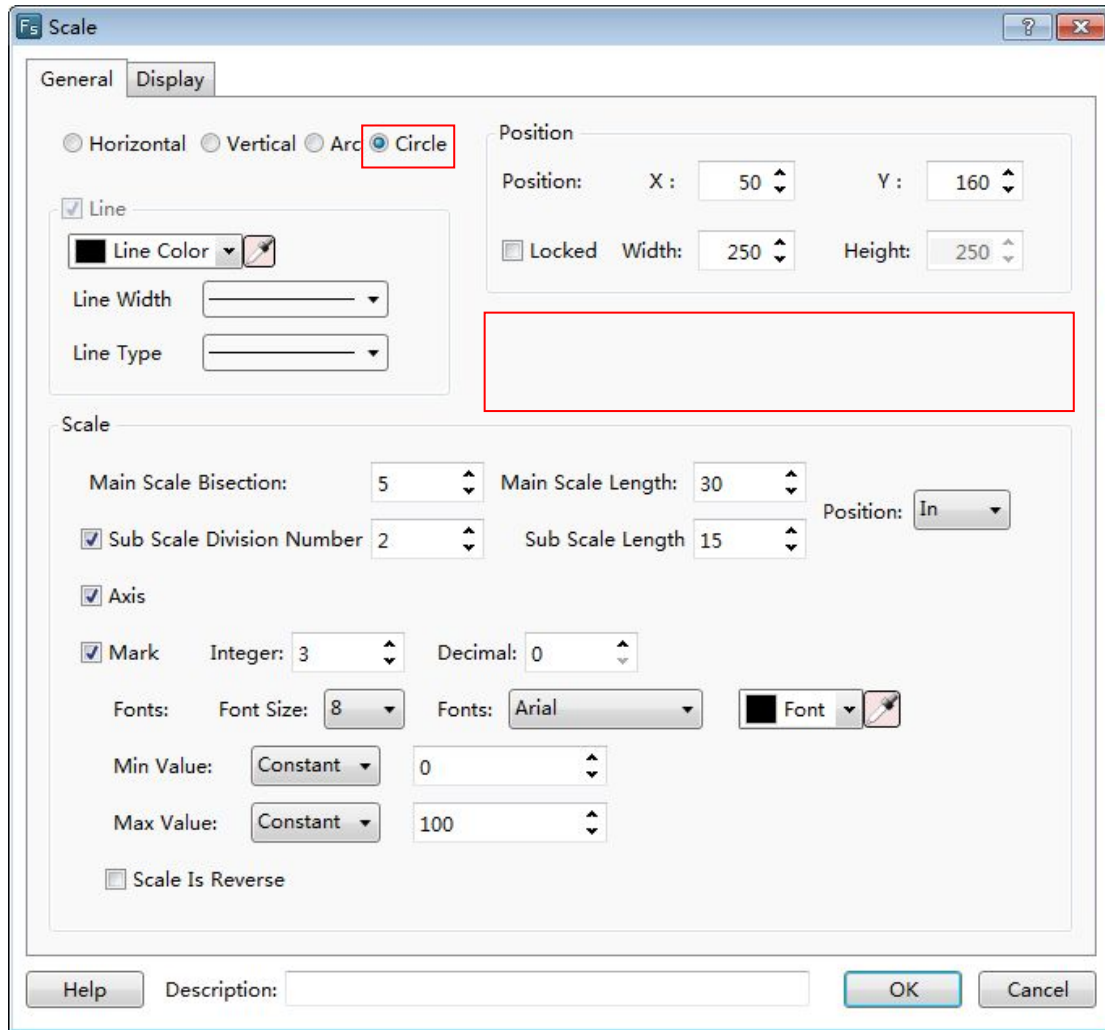 Fs Scale
General Display
Horizontal Vertical Arc Circle
Position
Position: X : 50 Y : 160
Line
Line Color
Locked Width: 250 Height: 250
Line Width
Line Type
Scale
Main Scale Bisection: 5 Main Scale Length: 30
Position: In
Sub Scale Division Number 2 Sub Scale Length 15
Axis
Mark Integer: 3 Decimal: 0
Fonts: Font Size: 8 Fonts: Arial Font
Min Value: Constant 0
Max Value: Constant 100
Scale Is Reverse
Help Description: OK Cancel